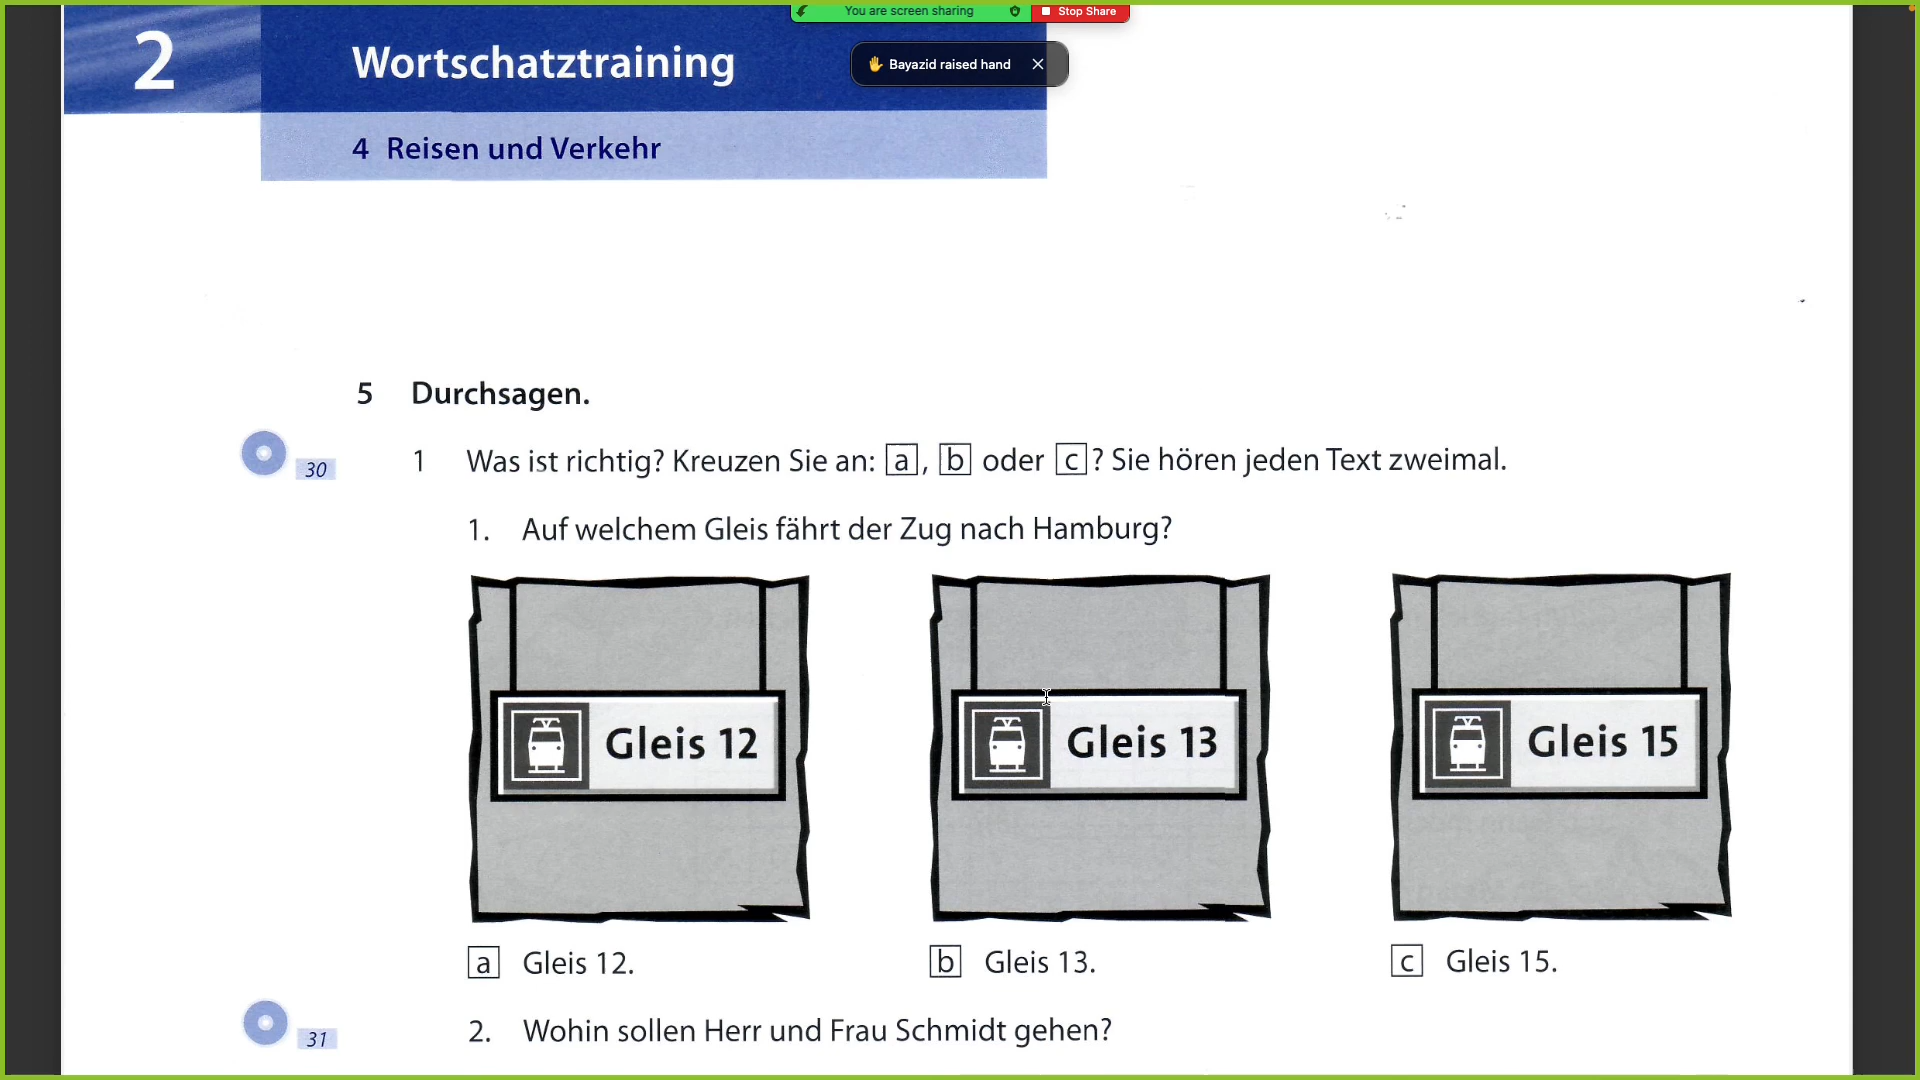 You are screen sharing
Stop Share
Bayazid raised hand
2 Wortschatztraining
4 Reisen und Verkehr
5 Durchsagen.
30
1 Was ist richtig? Kreuzen Sie an: a, b oder c? Sie hören jeden Text zweimal.
1. Auf welchem Gleis fährt der Zug nach Hamburg?
Gleis 12
Gleis 13
Gleis 15
a Gleis 12.
b Gleis 13.
c Gleis 15.
31
2. Wohin sollen Herr und Frau Schmidt gehen?